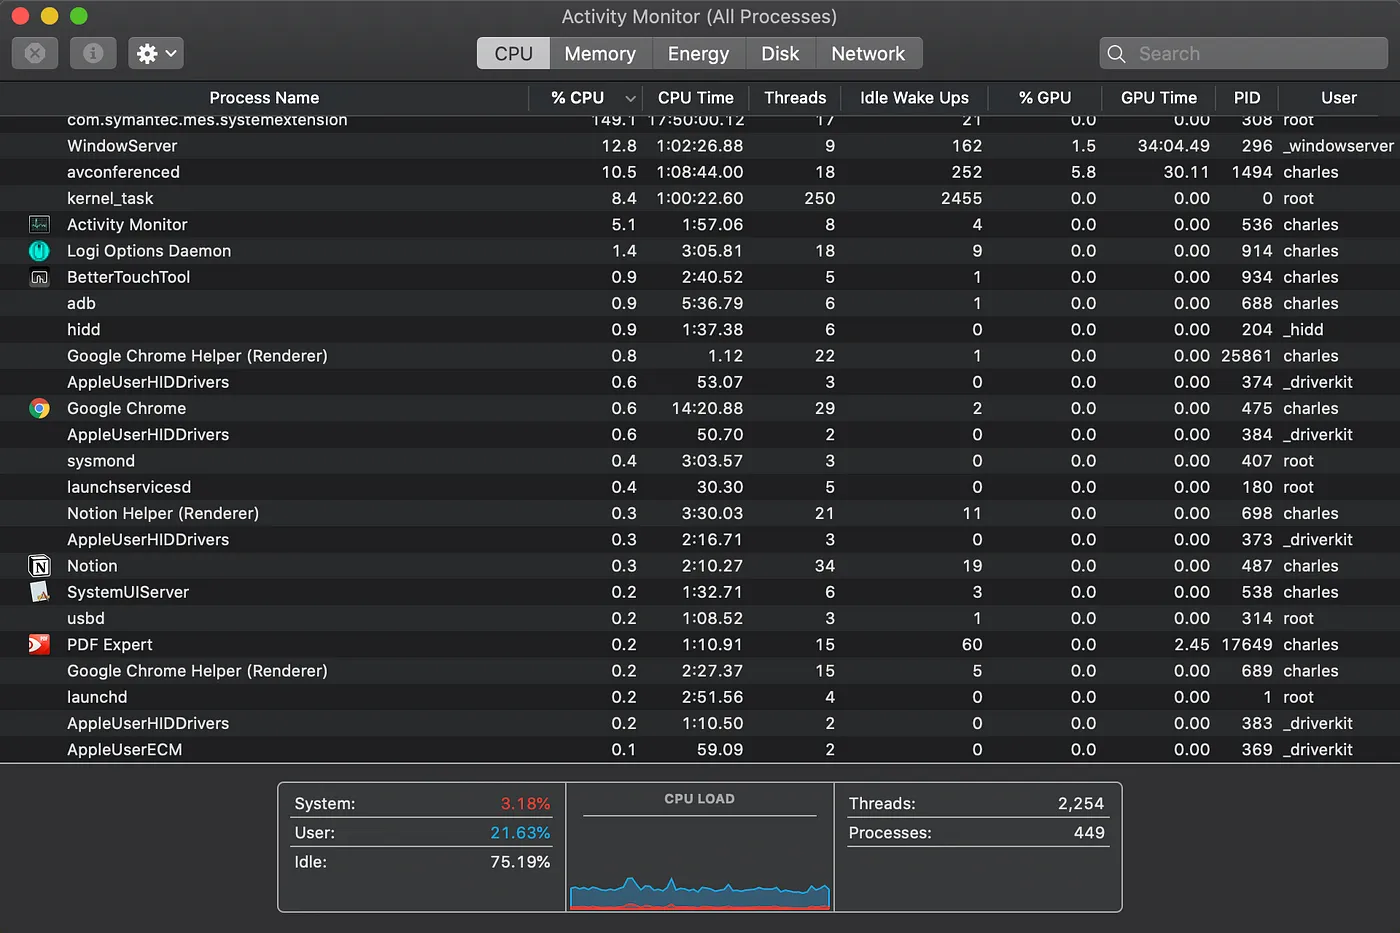 Activity Monitor (All Processes)
CPU Memory Energy Disk Network Search
Process Name % CPU CPU Time Threads Idle Wake Ups % GPU GPU Time PID User
com.symantec.mes.systemextension 149.1 17:50:00.12 17 21 0.0 0.00 308 root
WindowServer 12.8 1:02:26.88 9 162 1.5 34:04.49 296 _windowserver
avconferenced 10.5 1:08:44.00 18 252 5.8 30.11 1494 charles
kernel_task 8.4 1:00:22.60 250 2455 0.0 0.00 0 root
Activity Monitor 5.1 1:57.06 8 4 0.0 0.00 536 charles
Logi Options Daemon 1.4 3:05.81 18 9 0.0 0.00 914 charles
BetterTouchTool 0.9 2:40.52 5 1 0.0 0.00 934 charles
adb 0.9 5:36.79 6 1 0.0 0.00 688 charles
hidd 0.9 1:37.38 6 0 0.0 0.00 204 _hidd
Google Chrome Helper (Renderer) 0.8 1.12 22 1 0.0 0.00 25861 charles
AppleUserHIDDrivers 0.6 53.07 3 0 0.0 0.00 374 _driverkit
Google Chrome 0.6 14:20.88 29 2 0.0 0.00 475 charles
AppleUserHIDDrivers 0.6 50.70 2 0 0.0 0.00 384 _driverkit
sysmond 0.4 3:03.57 3 0 0.0 0.00 407 root
launchservicesd 0.4 30.30 5 0 0.0 0.00 180 root
Notion Helper (Renderer) 0.3 3:30.03 21 11 0.0 0.00 698 charles
AppleUserHIDDrivers 0.3 2:16.71 3 0 0.0 0.00 373 _driverkit
Notion 0.3 2:10.27 34 19 0.0 0.00 487 charles
SystemUIServer 0.2 1:32.71 6 3 0.0 0.00 538 charles
usbd 0.2 1:08.52 3 1 0.0 0.00 314 root
PDF Expert 0.2 1:10.91 15 60 0.0 2.45 17649 charles
Google Chrome Helper (Renderer) 0.2 2:27.37 15 5 0.0 0.00 689 charles
launchd 0.2 2:51.56 4 0 0.0 0.00 1 root
AppleUserHIDDrivers 0.2 1:10.50 2 0 0.0 0.00 383 _driverkit
AppleUserECM 0.1 59.09 2 0 0.0 0.00 369 _driverkit
System: 3.18%
User: 21.63%
Idle: 75.19%
CPU LOAD
Threads: 2,254
Processes: 449